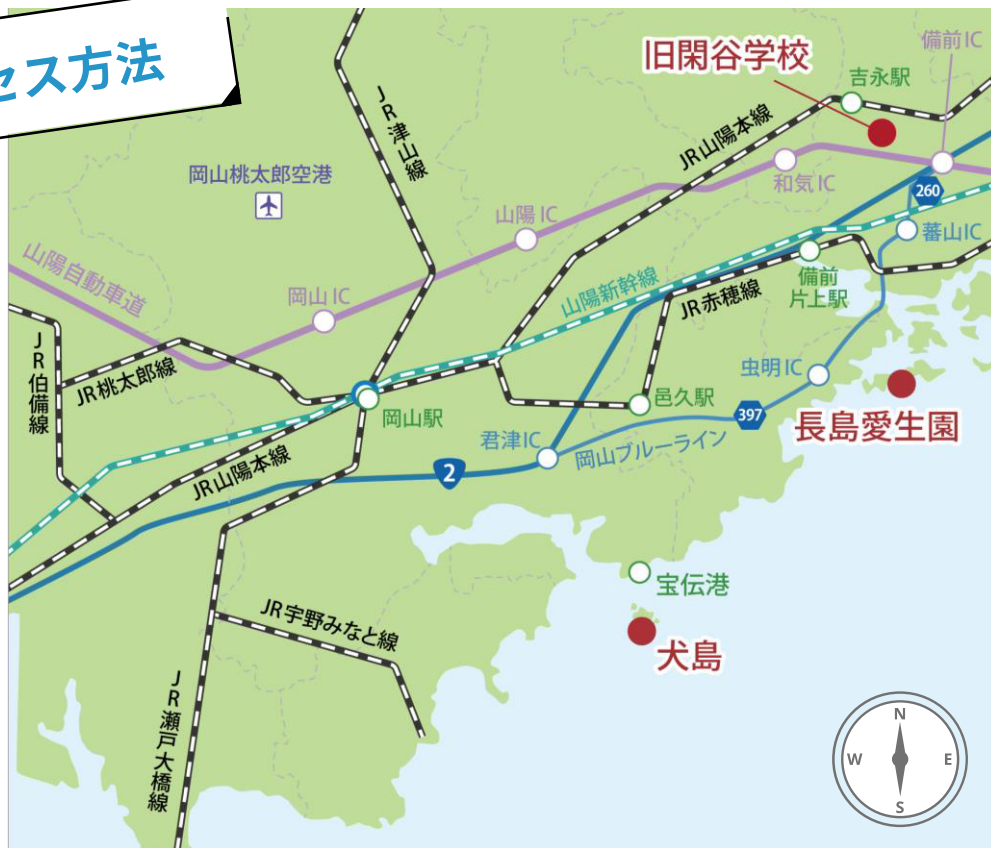 セス方法
旧閑谷学校
備前IC
吉永駅
JR津山線
JR山陽本線
岡山桃太郎空港
和気IC
260
山陽IC
蕃山IC
山陽自動車道
岡山IC
山陽新幹線
備前
片上駅
JR赤穂線
JR伯備線
JR桃太郎線
虫明IC
岡山駅
邑久駅
長島愛生園
397
君津IC
岡山ブルーライン
JR山陽本線
2
宝伝港
犬島
JR宇野みなと線
JR瀬戸大橋線
N
W
E
S